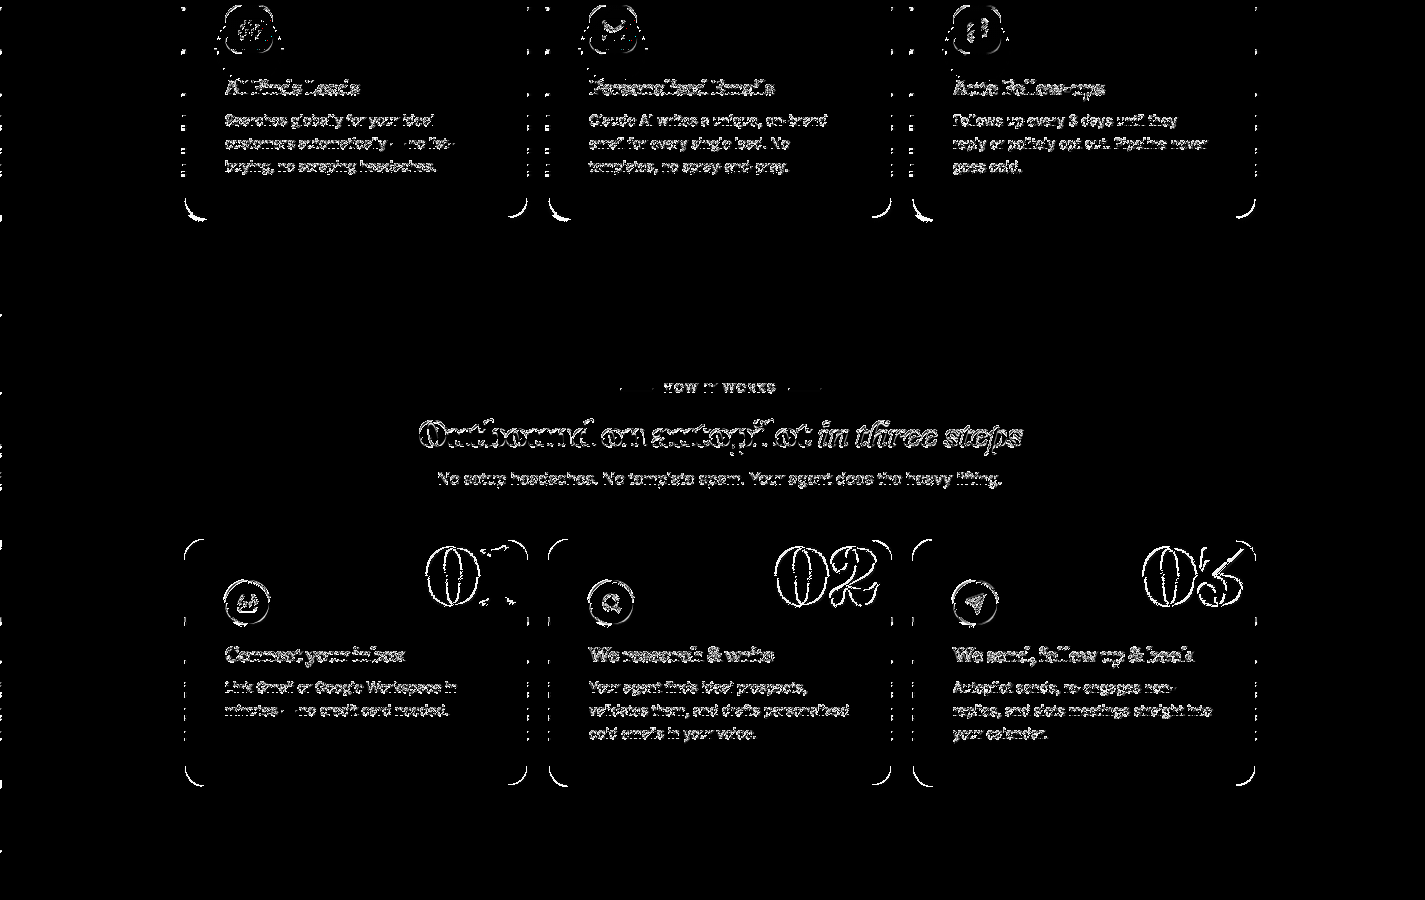 AI Finds Leads
Searches globally for your ideal
customers automatically — no list-
buying, no scraping headaches.
Personalised Emails
Claude AI writes a unique, on-brand
email for every single lead. No
templates, no spray-and-pray.
Auto Follow-ups
Follows up every 3 days until they
reply or politely opt out. Pipeline never
goes cold.
HOW IT WORKS
Outbound on autopilot in three steps
No setup headaches. No template spam. Your agent does the heavy lifting.
01
Connect your inbox
Link Gmail or Google Workspace in
minutes — no credit card needed.
02
We research & write
Your agent finds ideal prospects,
validates them, and drafts personalised
cold emails in your voice.
03
We send, follow up & book
Autopilot sends, re-engages non-
replies, and slots meetings straight into
your calendar.